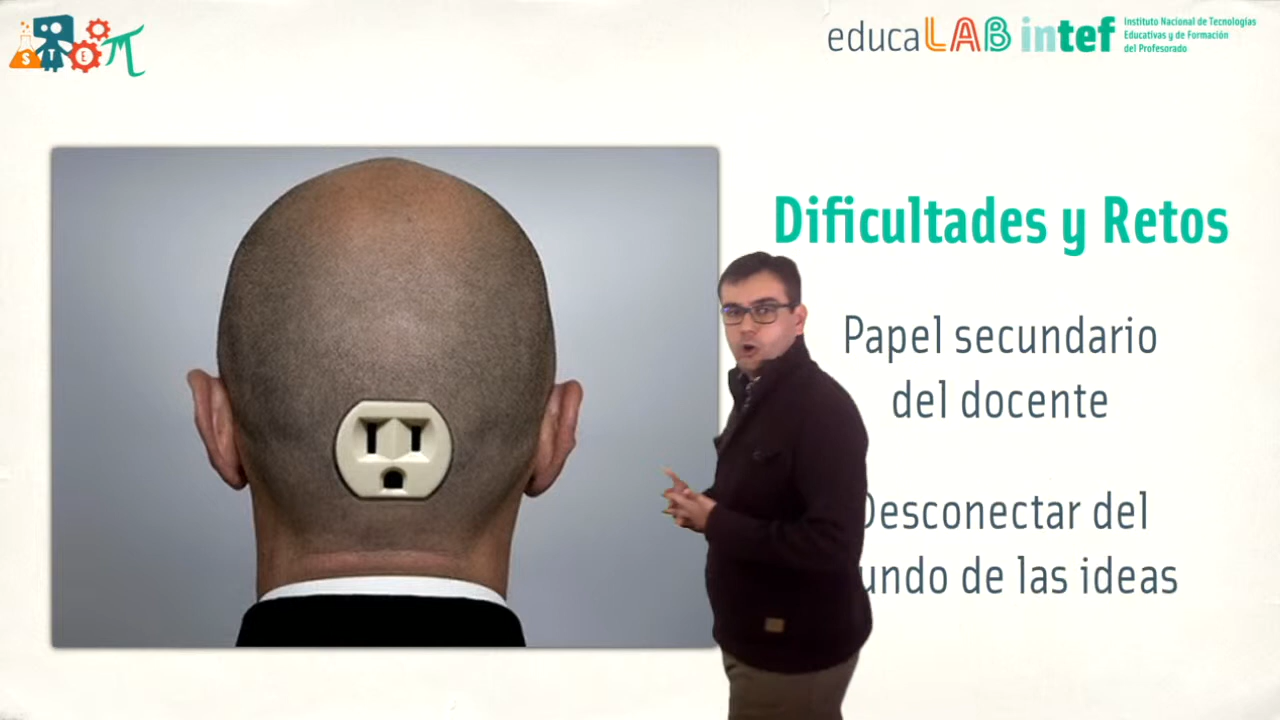 S T E
educaLAB intef
Instituto Nacional de Tecnologías
Educativas y de Formación
del Profesorado
Dificultades y Retos
Papel secundario
del docente
Desconectar del
undo de las ideas